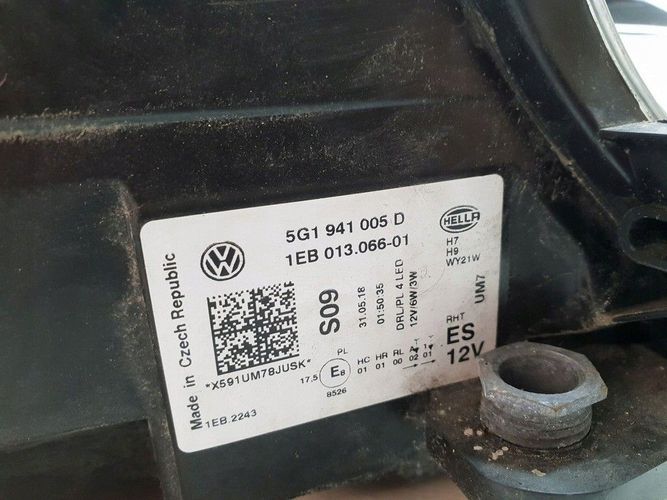 5G1 941 005 D
1EB 013.066-01
HELLA
H7
H9
WY21W
UM7
Made in Czech Republic
S09
31.05.18
01:50:35
DRL/PL 4 LED
12V/6W/3W
RHT
ES
12V
*X591UM78JUSK*
PL
HC HR RL
17.5
E8
01 01 00 02 01
8526
1EB.2243